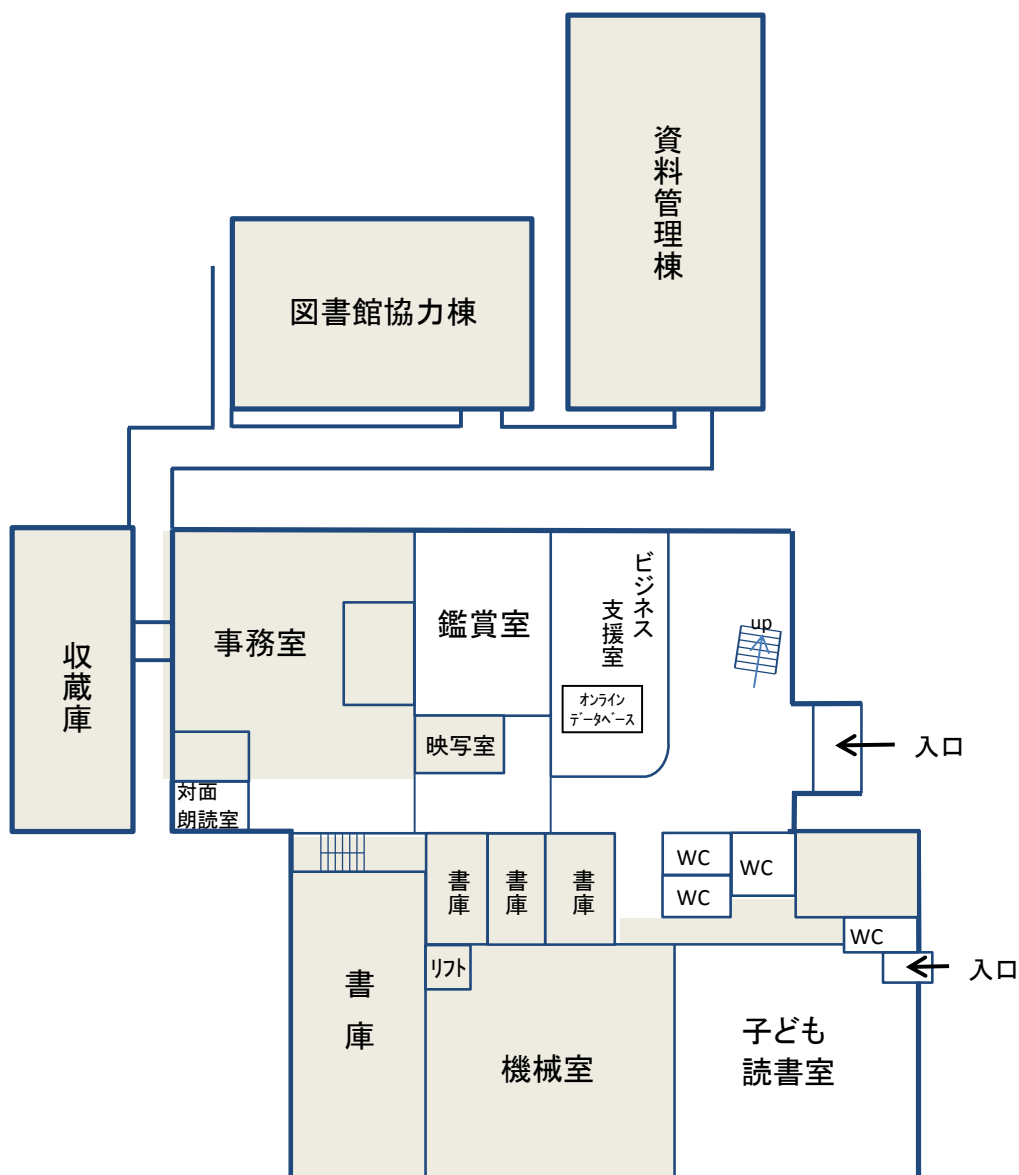 資料管理棟
図書館協力棟
収蔵庫
事務室
鑑賞室
ビジネス
支援室
オンライン
データベース
up
入口
映写室
対面
朗読室
WC
WC
WC
書庫
書庫
書庫
WC
入口
リフト
書庫
機械室
子ども
読書室